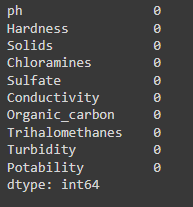 ph 0
Hardness 0
Solids 0
Chloramines 0
Sulfate 0
Conductivity 0
Organic_carbon 0
Trihalomethanes 0
Turbidity 0
Potability 0
dtype: int64